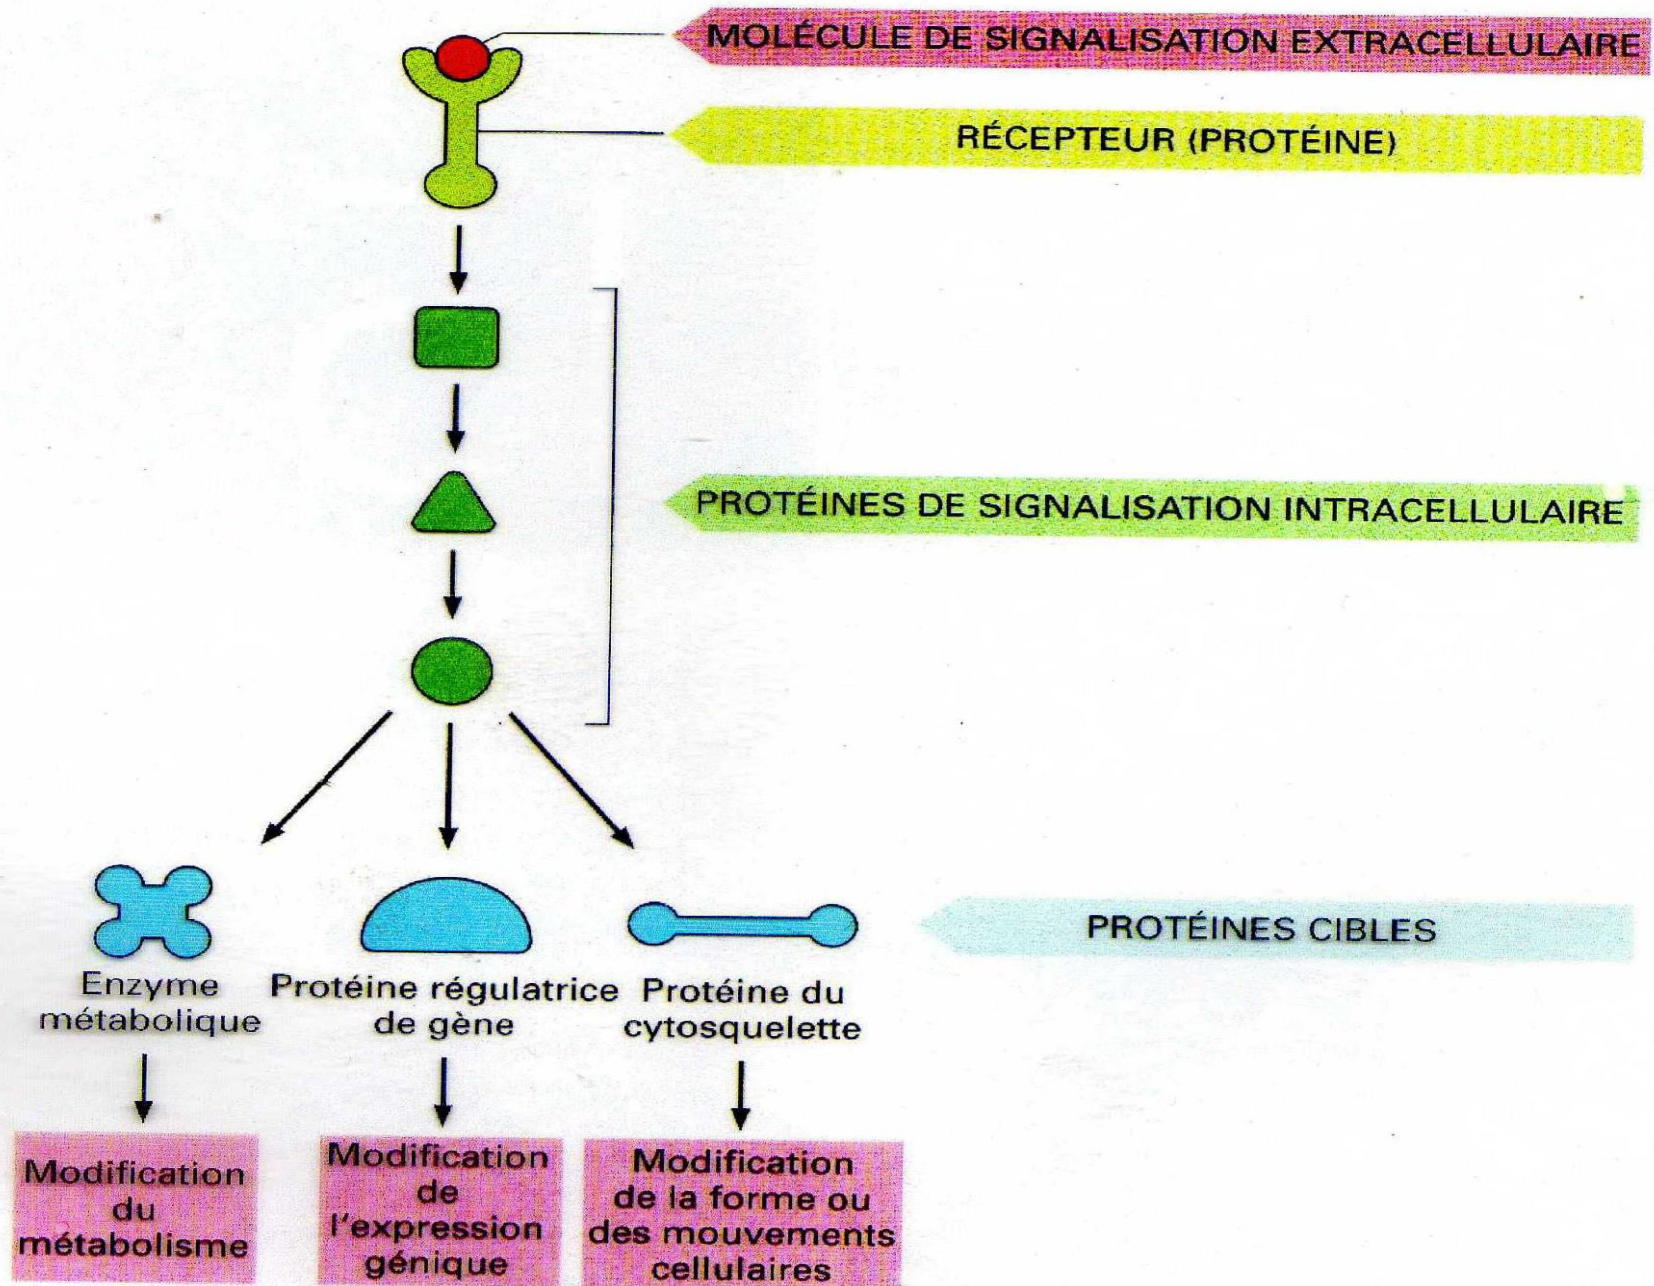 MOLÉCULE DE SIGNALISATION EXTRACELLULAIRE
RÉCEPTEUR (PROTÉINE)
PROTÉINES DE SIGNALISATION INTRACELLULAIRE
PROTÉINES CIBLES
Enzyme
métabolique
Protéine régulatrice
de gène
Protéine du
cytosquelette
Modification
du
métabolisme
Modification
de
l'expression
génique
Modification
de la forme ou
des mouvements
cellulaires